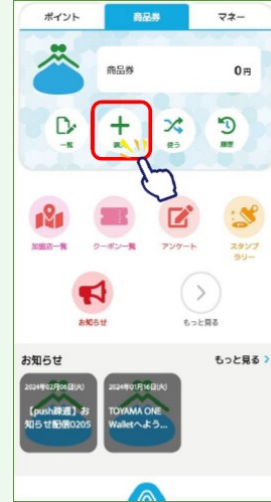 ポイント 商品券 マネー
商品券 0円
一覧 使う 履歴
加盟店一覧 クーポン一覧 アンケート スタンプ
ラリー
お知らせ もっと見る
お知らせ もっと見る >
2024年02月06日(火) 2024年01月16日(火)
【push疎通】お TOYAMA ONE
知らせ配信0205 Walletへよう...